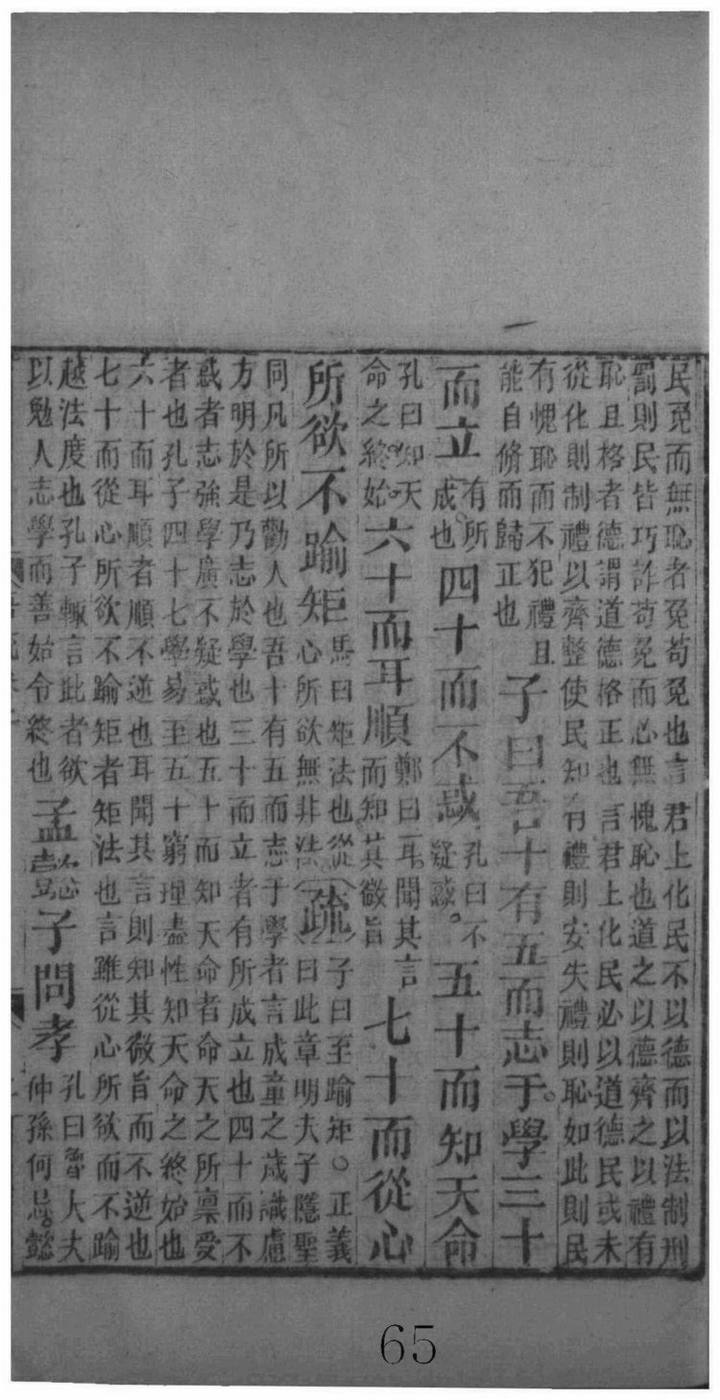 民免而無恥者免苟免也言君上化民不以德而以法制刑
罰則民皆巧詐苟免而心無愧恥也道之以德齊之以禮有
恥且格者德謂道德格正也言君上化民必以道德民或未
從化則制禮以齊整使民知有禮則安失禮則恥如此則民
有愧恥而不犯禮且
能自脩而歸正也
子曰吾十有五而志于學三十
而立有所成也四十而不惑孔曰不疑惑五十而知天命
孔曰知天命之終始六十而耳順鄭曰耳聞其言而知其微旨七十而從心
所欲不踰矩馬曰矩法也從心所欲無非法疏子曰至踰矩○正義曰此章明夫子隱聖
同凡所以勸人也吾十有五而志于學者言成童之歲識慮
方明於是乃志於學也三十而立者有所成立也四十而不
惑者志強學廣不疑惑也五十而知天命者命天之所稟受
者也孔子四十七學易至五十窮理盡性知天命之終始也
六十而耳順者順不逆也耳聞其言則知其微旨而不逆也
七十而從心所欲不踰矩者矩法也言雖從心所欲而不踰
越法度也孔子輒言此者欲
以勉人志學而善始令終也
孟懿子問孝孔曰魯大夫仲孫何忌懿
65